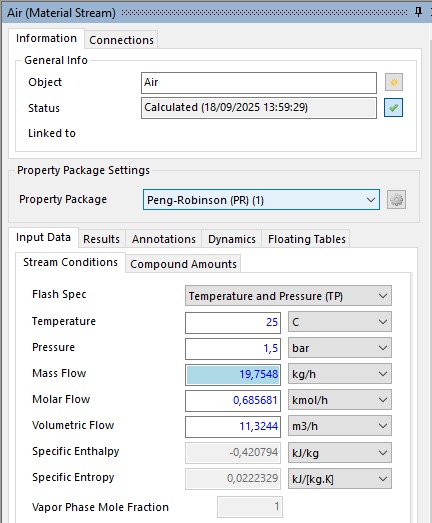 Air (Material Stream)
Information Connections
General Info
Object Air
Status Calculated (18/09/2025 13:59:29)
Linked to
Property Package Settings
Property Package Peng-Robinson (PR) (1)
Input Data Results Annotations Dynamics Floating Tables
Stream Conditions Compound Amounts
Flash Spec Temperature and Pressure (TP)
Temperature 25 C
Pressure 1,5 bar
Mass Flow 19,7548 kg/h
Molar Flow 0,685681 kmol/h
Volumetric Flow 11,3244 m3/h
Specific Enthalpy -0,420794 kJ/kg
Specific Entropy 0,0222329 kJ/[kg.K]
Vapor Phase Mole Fraction 1